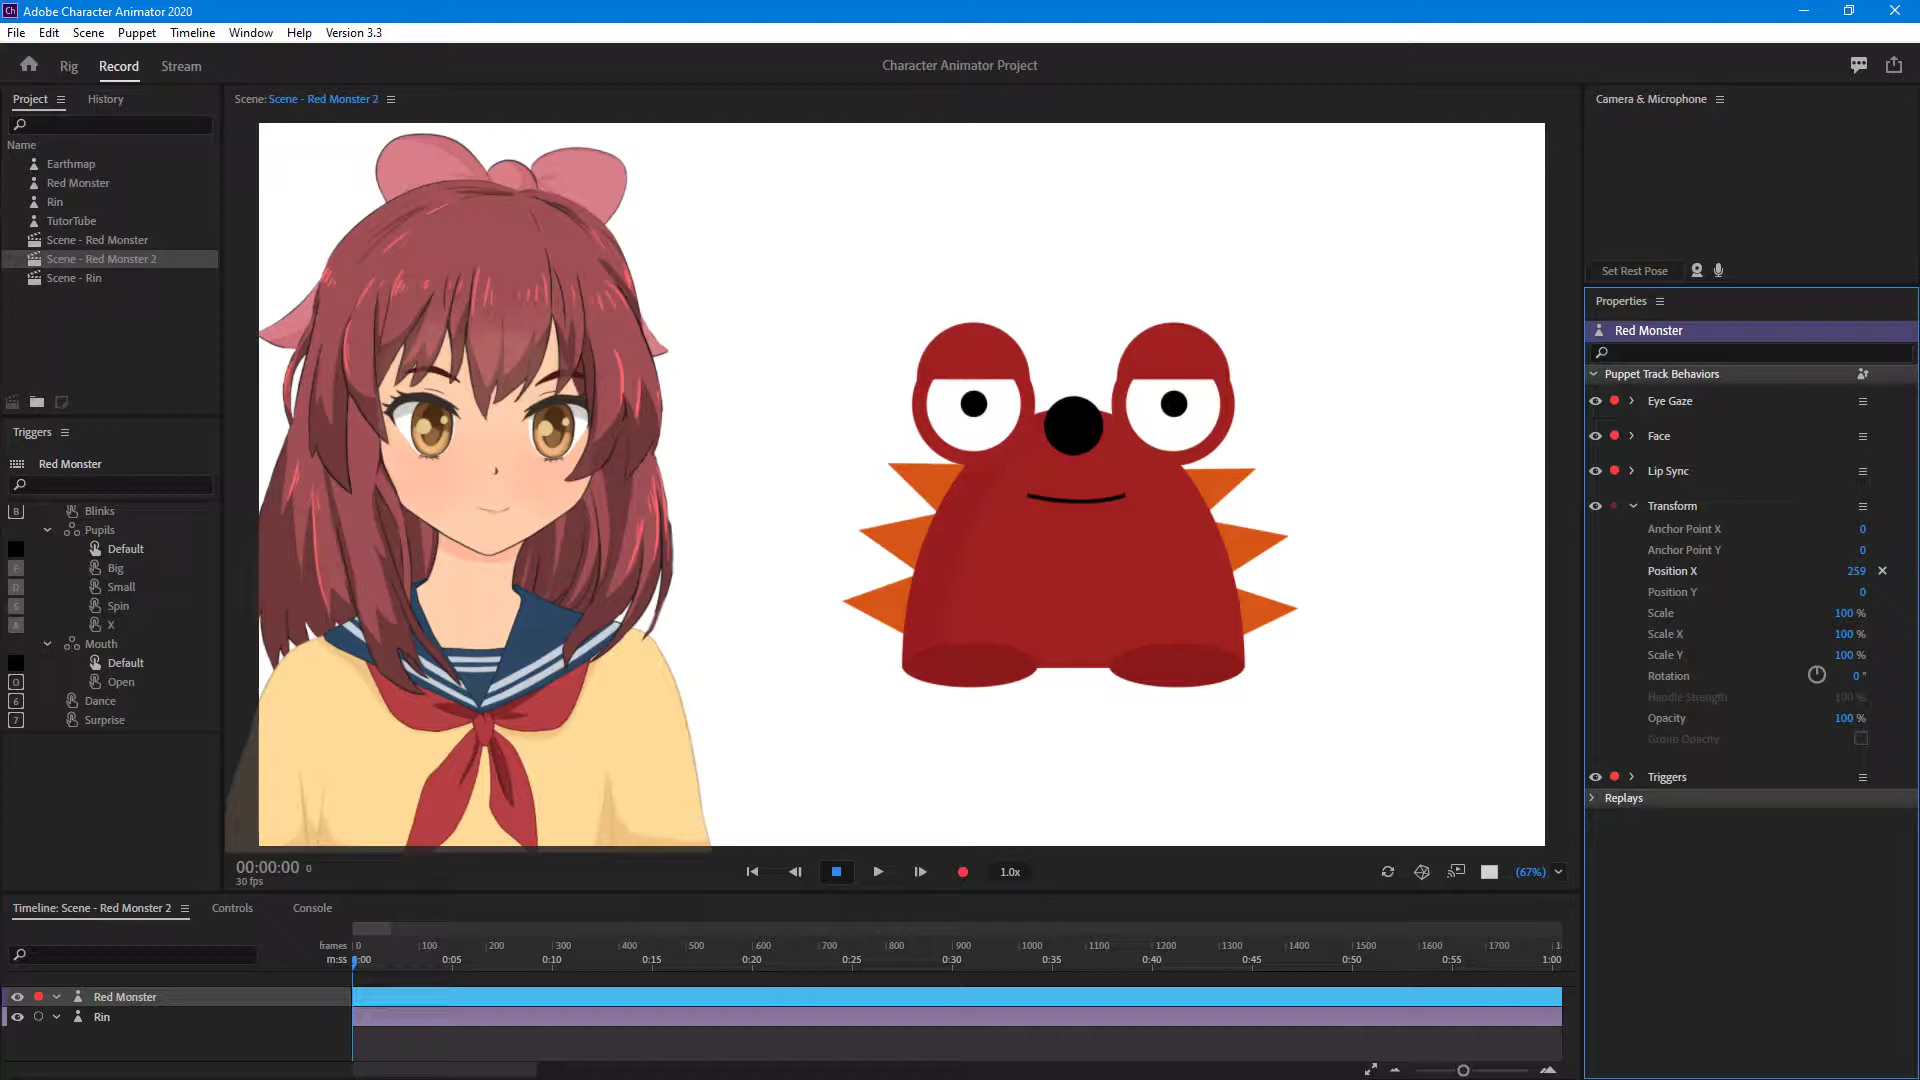 Ch Adobe Character Animator 2020
File Edit Scene Puppet Timeline Window Help Version 3.3
Rig Record Stream
Character Animator Project
Project History
Name
Earthmap
Red Monster
Rin
TutorTube
Scene - Red Monster
Scene - Red Monster 2
Scene - Rin
Triggers
Red Monster
B Blinks
Pupils
Default
F Big
D Small
S Spin
A X
Mouth
Default
O Open
6 Dance
7 Surprise
Scene: Scene - Red Monster 2
00:00:00 0
30 fps
1.0x
(67%)
Camera & Microphone
Set Rest Pose
Properties
Red Monster
Puppet Track Behaviors
Eye Gaze
Face
Lip Sync
Transform
Anchor Point X 0
Anchor Point Y 0
Position X 259
Position Y 0
Scale 100 %
Scale X 100 %
Scale Y 100 %
Rotation 0 °
Handle Strength 100 %
Opacity 100 %
Group Opacity
Triggers
Replays
Timeline: Scene - Red Monster 2 Controls Console
frames 0 100 200 300 400 500 600 700 800 900 1000 1100 1200 1300 1400 1500 1600 1700
m:ss 0:00 0:05 0:10 0:15 0:20 0:25 0:30 0:35 0:40 0:45 0:50 0:55 1:00
Red Monster
Rin